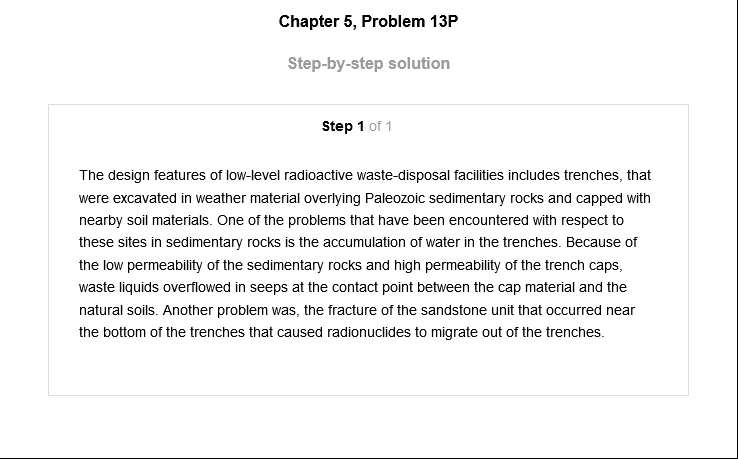 Chapter 5, Problem 13P
Step-by-step solution
Step 1 of 1
The design features of low-level radioactive waste-disposal facilities includes trenches, that
were excavated in weather material overlying Paleozoic sedimentary rocks and capped with
nearby soil materials. One of the problems that have been encountered with respect to
these sites in sedimentary rocks is the accumulation of water in the trenches. Because of
the low permeability of the sedimentary rocks and high permeability of the trench caps,
waste liquids overflowed in seeps at the contact point between the cap material and the
natural soils. Another problem was, the fracture of the sandstone unit that occurred near
the bottom of the trenches that caused radionuclides to migrate out of the trenches.